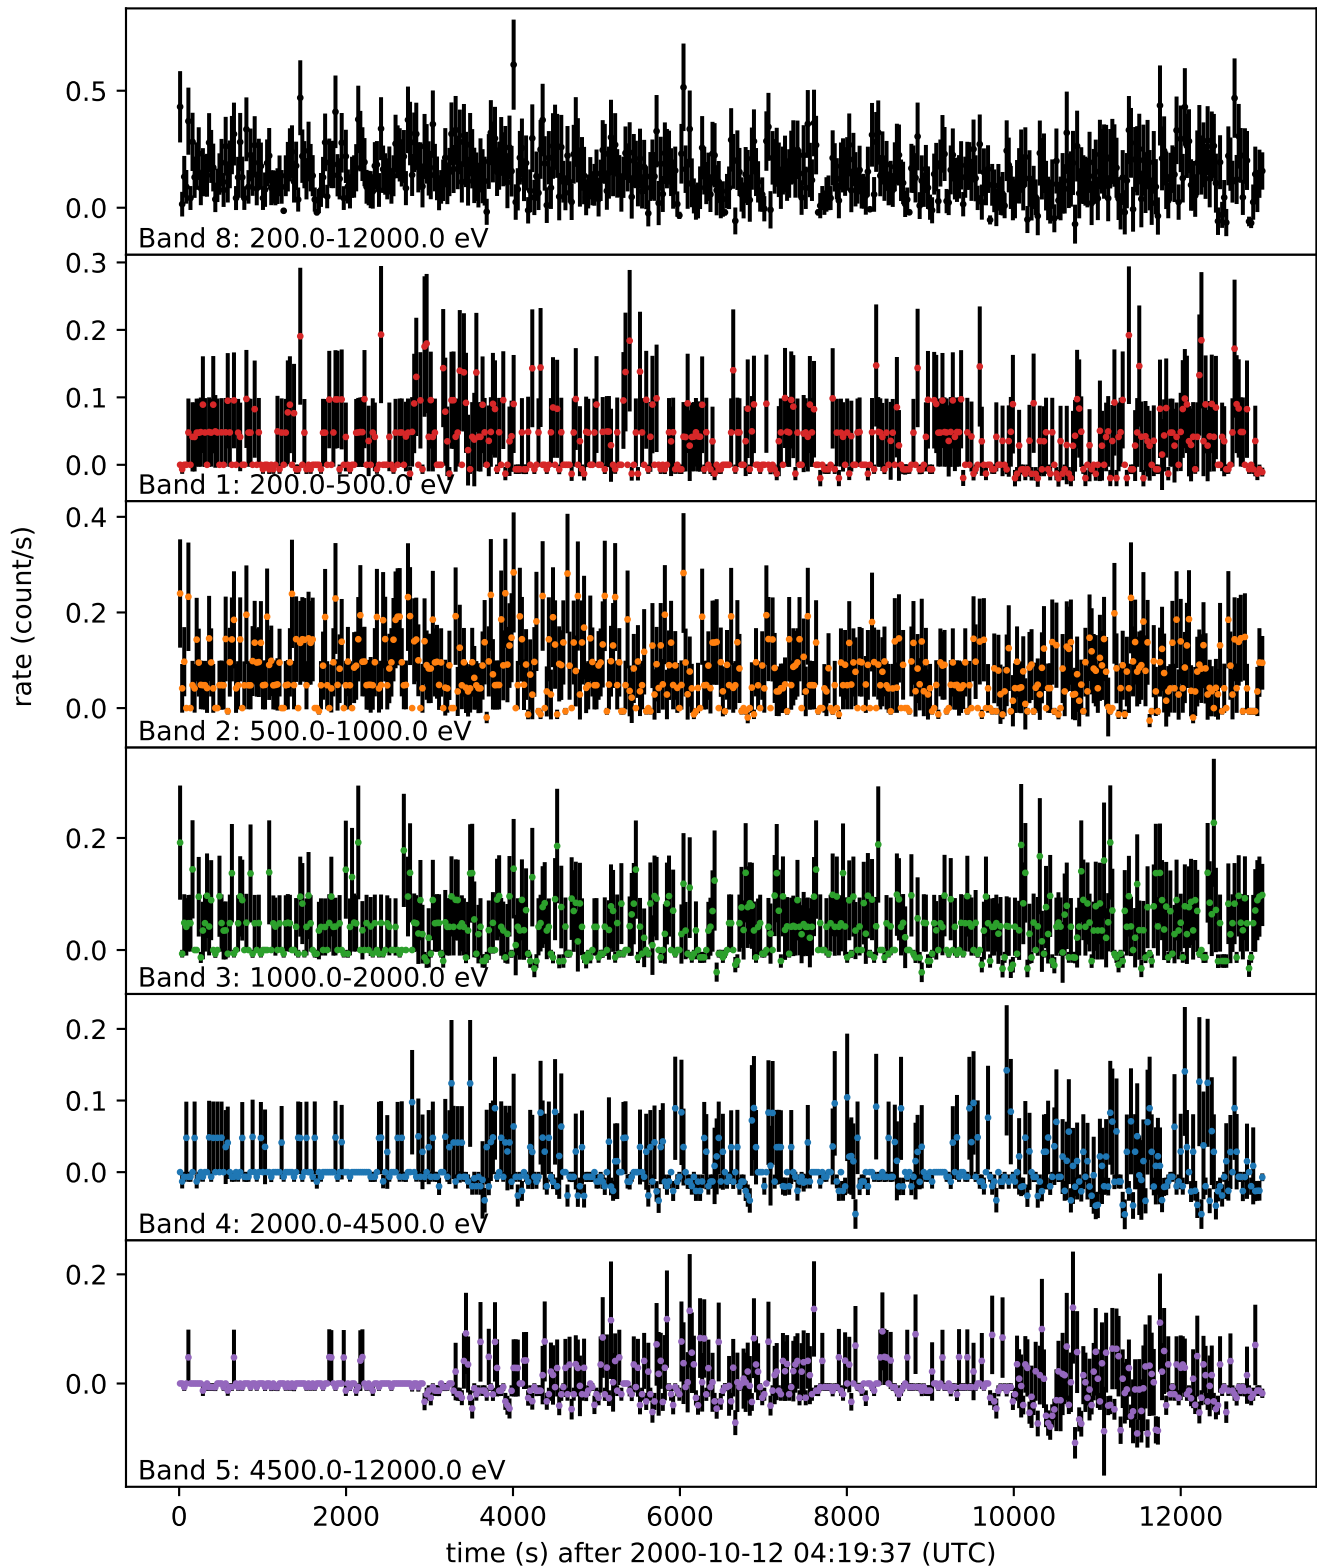 0.5
0.0
Band 8: 200.0-12000.0 eV
0.3
0.2
0.1
0.0
Band 1: 200.0-500.0 eV
0.4
0.2
0.0
Band 2: 500.0-1000.0 eV
rate (count/s)
0.2
0.0
Band 3: 1000.0-2000.0 eV
0.2
0.1
0.0
Band 4: 2000.0-4500.0 eV
0.2
0.0
Band 5: 4500.0-12000.0 eV
0 2000 4000 6000 8000 10000 12000
time (s) after 2000-10-12 04:19:37 (UTC)